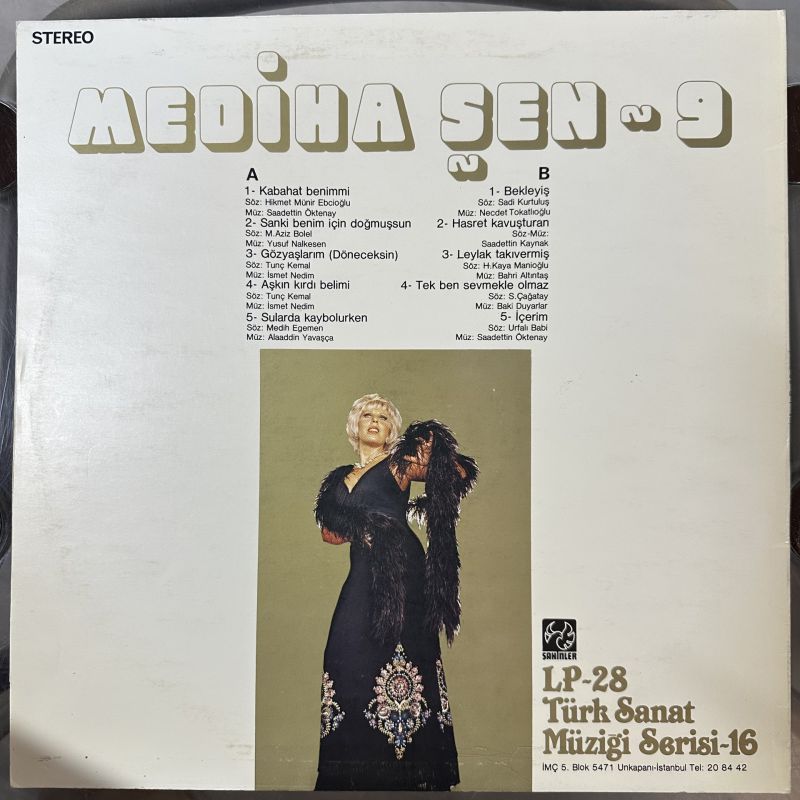 STEREO
MEDİHA ŞEN ~ 9
A
1- Kabahat benimmi
Söz: Hikmet Münir Ebcioğlu
Müz: Saadettin Öktenay
2- Sanki benim için doğmuşsun
Söz: M.Aziz Bolel
Müz: Yusuf Nalkesen
3- Gözyaşlarım (Döneceksin)
Söz: Tunç Kemal
Müz: İsmet Nedim
4- Aşkın kırdı belimi
Söz: Tunç Kemal
Müz: İsmet Nedim
5- Sularda kaybolurken
Söz: Medih Egemen
Müz: Alaaddin Yavaşça
B
1- Bekleyiş
Söz: Sadi Kurtuluş
Müz: Necdet Tokatlıoğlu
2- Hasret kavuşturan
Söz-Müz:
Saadettin Kaynak
3- Leylak takıvermiş
Söz: H.Kaya Manioğlu
Müz: Bahri Altıntaş
4- Tek ben sevmekle olmaz
Söz: S.Çağatay
Müz: Baki Duyarlar
5- İçerim
Söz: Urfalı Babi
Müz: Saadettin Öktenay
ŞAHİNLER
LP-28
Türk Sanat
Müziği Serisi-16
İMÇ 5. Blok 5471 Unkapanı-İstanbul Tel: 20 84 42